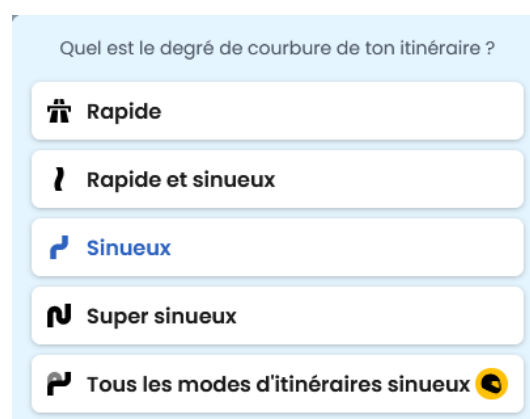 Quel est le degré de courbure de ton itinéraire ?
Rapide
Rapide et sinueux
Sinueux
Super sinueux
Tous les modes d'itinéraires sinueux